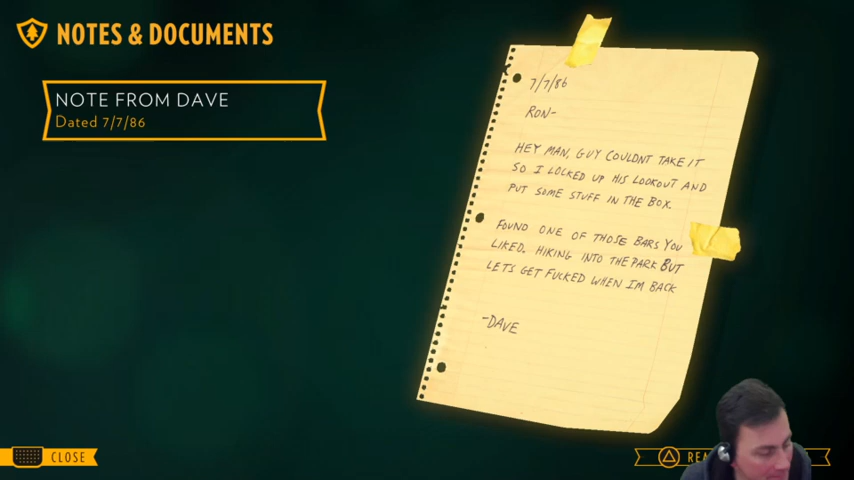 NOTES & DOCUMENTS
NOTE FROM DAVE
Dated 7/7/86
7/7/86
RON-
HEY MAN, GUY COULDNT TAKE IT
SO I LOCKED UP HIS LOOKOUT AND
PUT SOME STUFF IN THE BOX.
FOUND ONE OF THOSE BARS YOU
LIKED. HIKING INTO THE PARK BUT
LETS GET FUCKED WHEN IM BACK
-DAVE
CLOSE